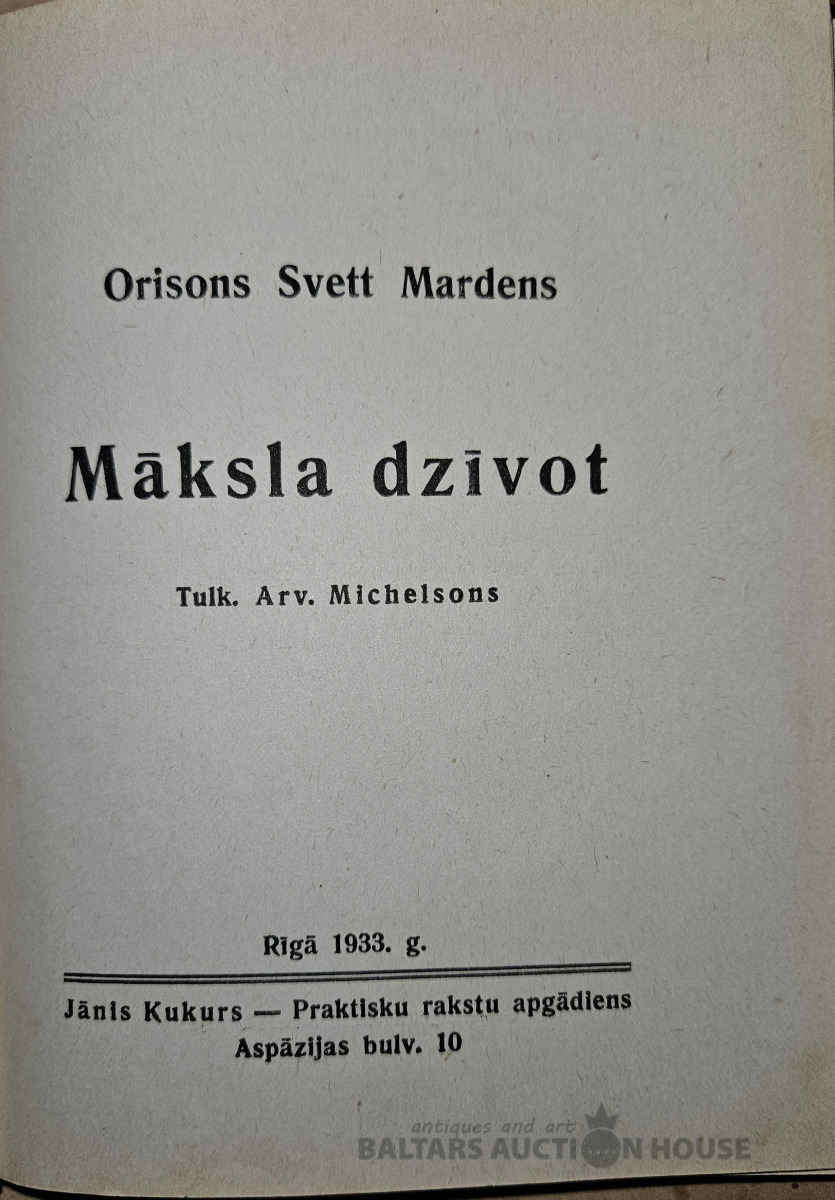 Orisons Svett Mardens
Māksla dzīvot
Tulk. Arv. Michelsons
Rīgā 1933. g.
Jānis Kukurs — Praktisku rakstu apgādiens
Aspāzijas bulv. 10
antiques and art
BALTARS AUCTION HOUSE